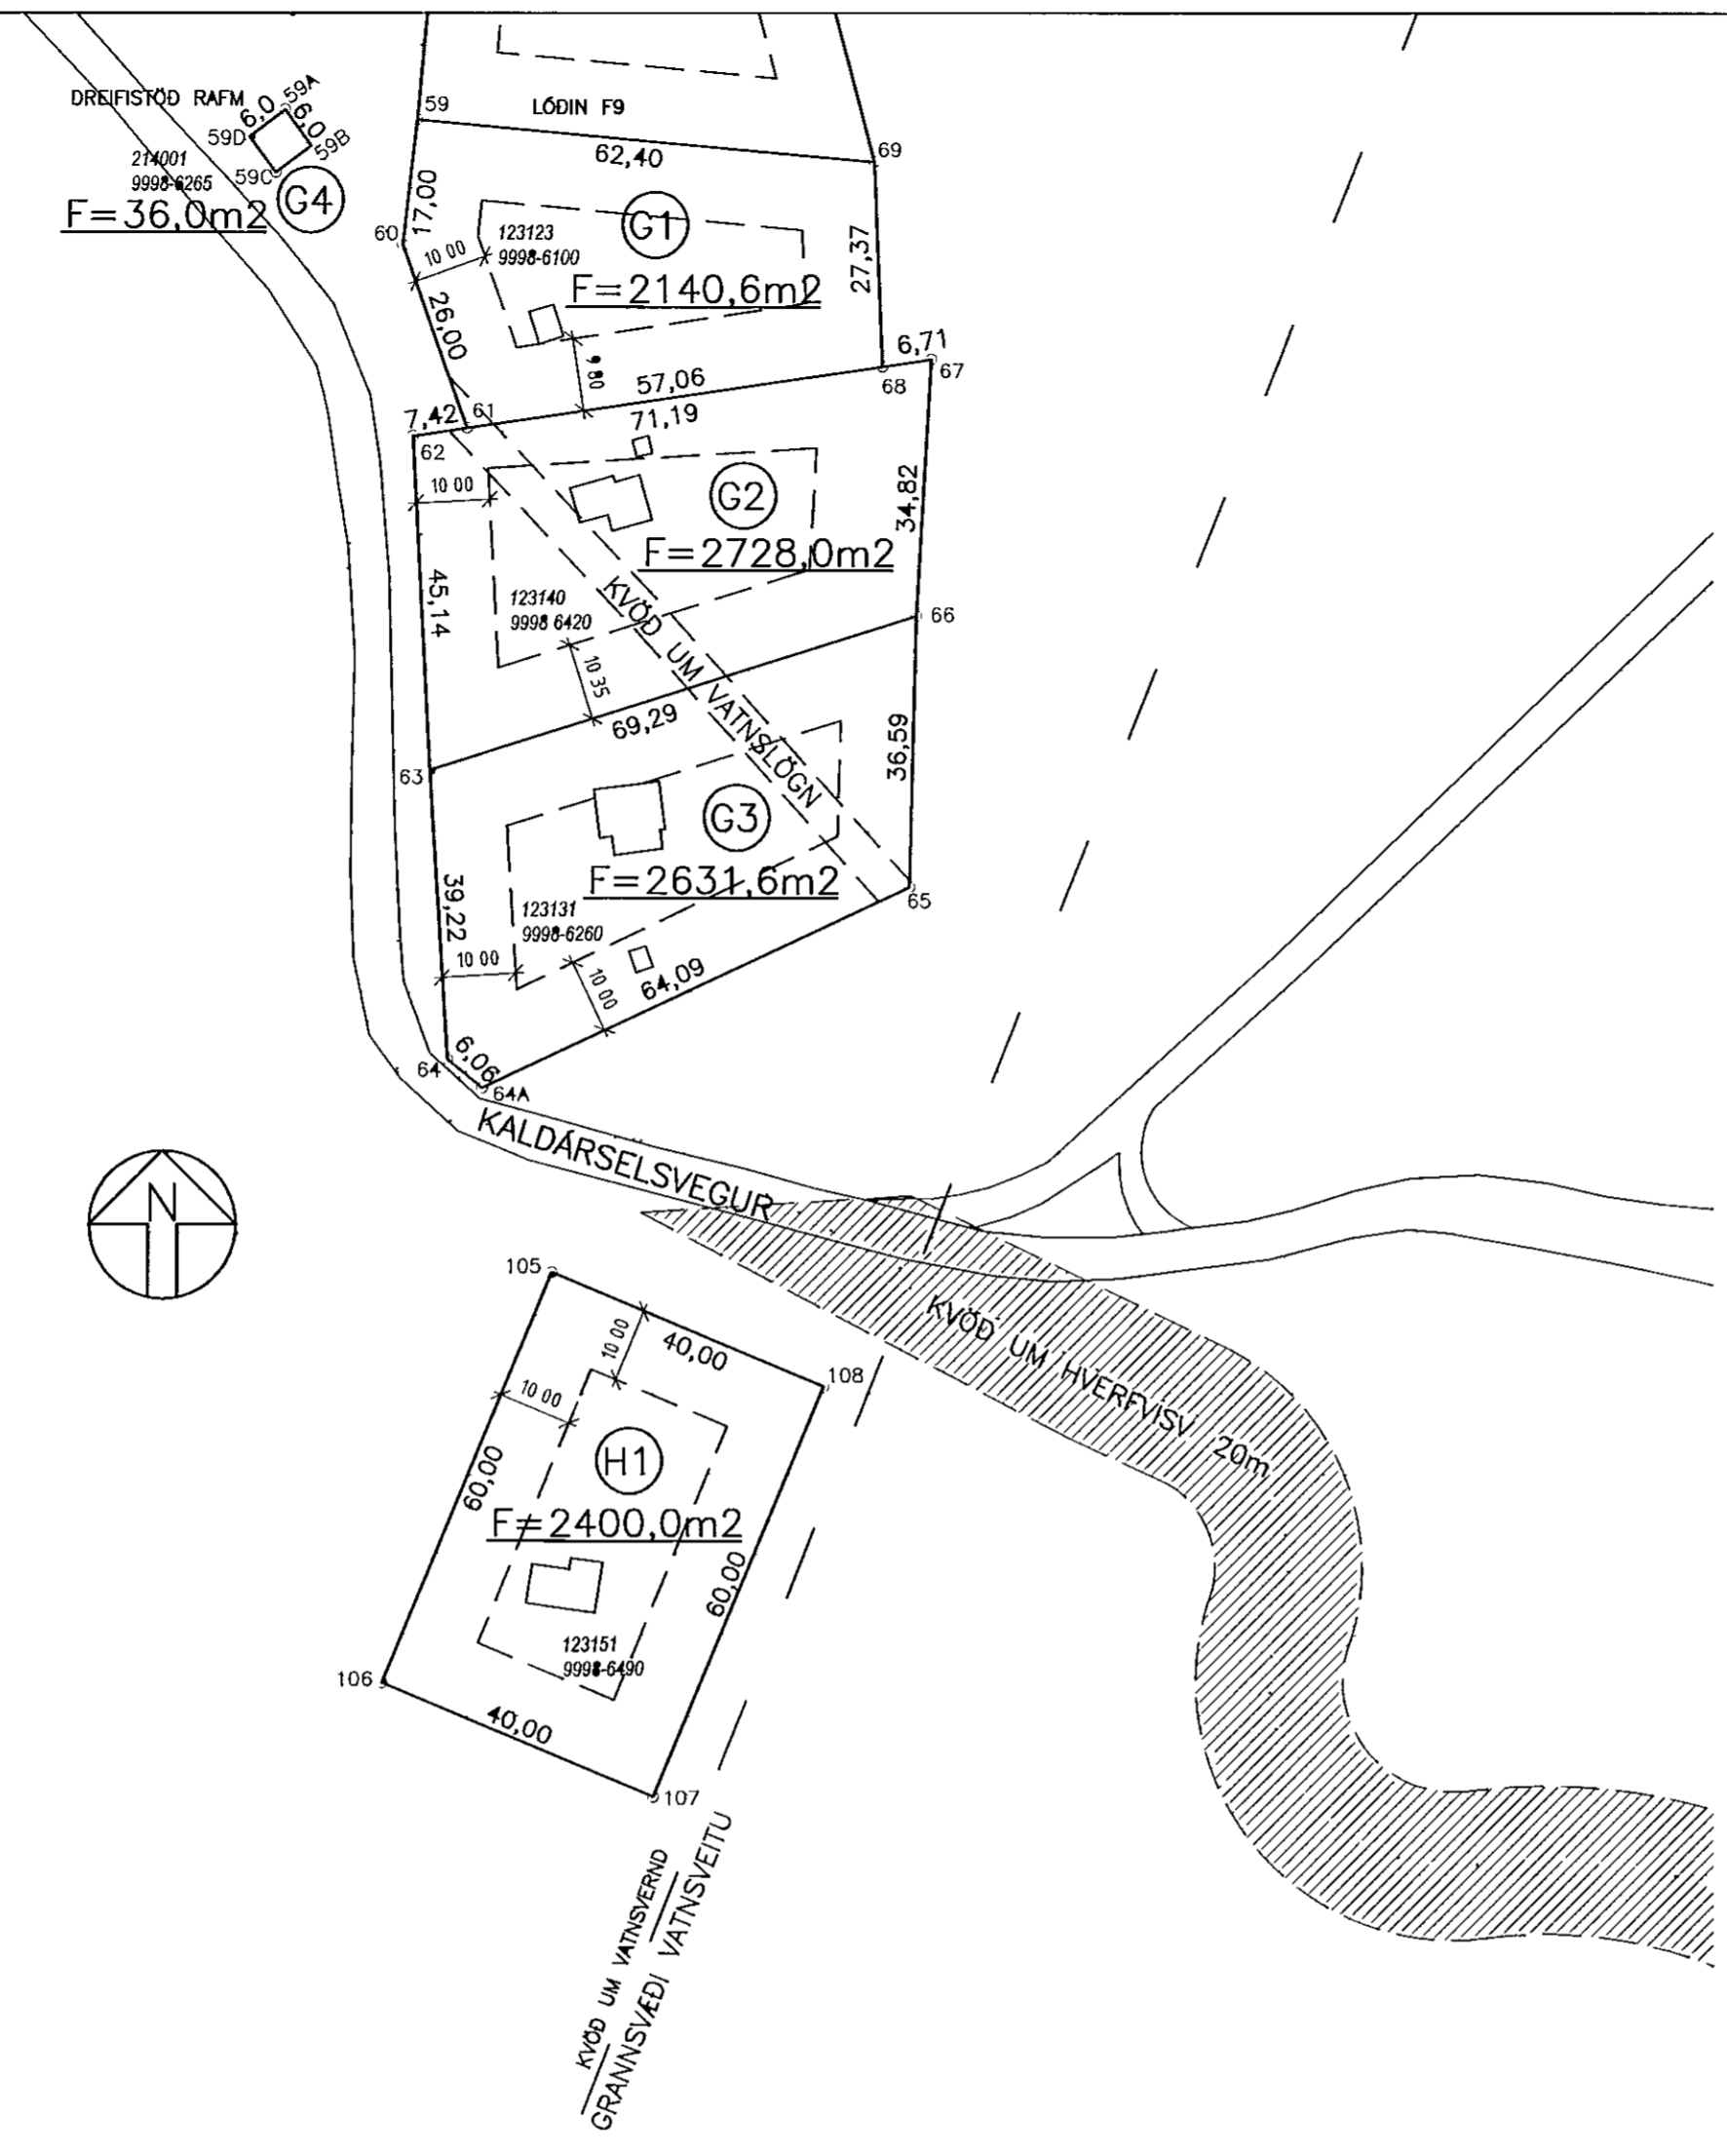 DREIFISTÖÐ RAFM
59A
6,0
6,0
59D
59B
59C
214001
9998-6265
G4
F=36,0m2
59
LÓÐIN F9
62,40
69
17,00
60
10 00
123123
9998-6100
G1
F=2140,6m2
27,37
26,00
9 80
6,71
67
68
57,06
61
7,42
71,19
62
10 00
G2
F=2728,0m2
34,82
45,14
123140
9998 6420
KVÖÐ UM VATNSLÖGN
66
10 35
69,29
63
36,59
G3
F=2631,6m2
65
39,22
123131
9998-6260
10 00
10 00
64,09
6,06
64
64A
KALDÁRSELSVEGUR
N
105
10 00
40,00
108
10 00
KVÖÐ UM HVERFVISV 20m
H1
60,00
F=2400,0m2
60,00
123151
9998-6490
106
40,00
107
KVÖÐ UM VATNSVERND
GRANNSVÆÐI VATNSVEITU